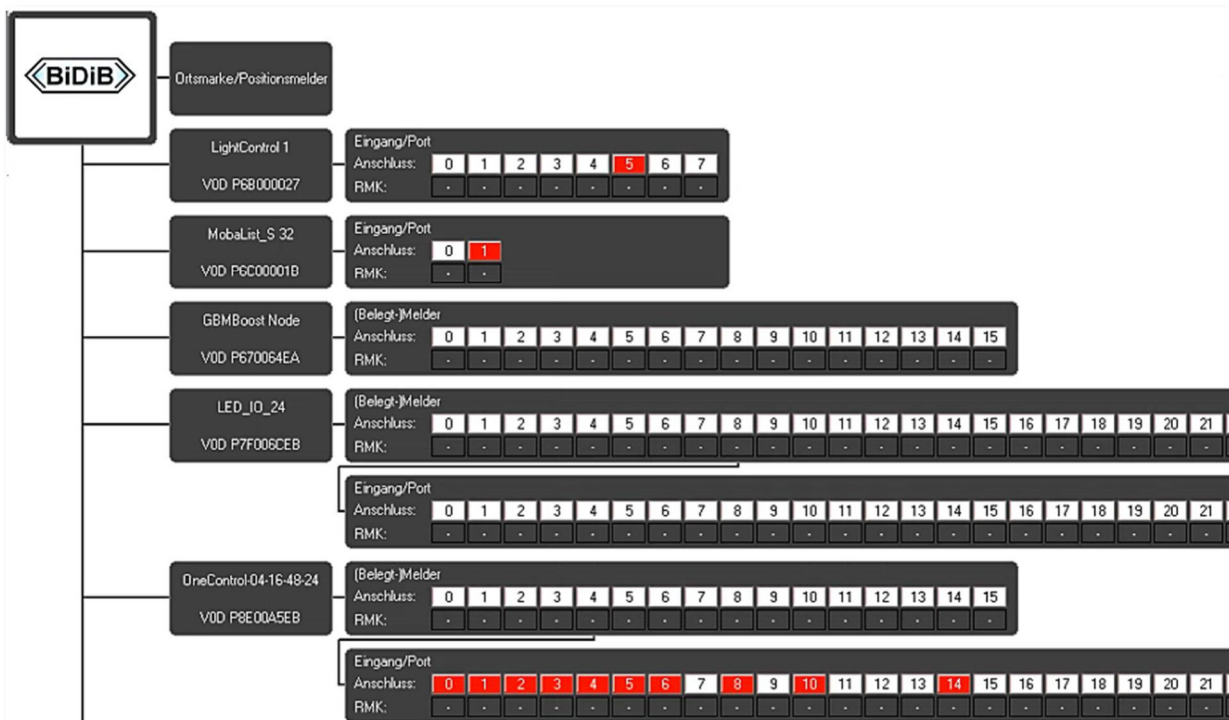 BiDiB
Ortsmarke/Positionsmelder
LightControl 1
V0D P6B000027
Eingang/Port
Anschluss: 0 1 2 3 4 5 6 7
RMK: - - - - - - - -
MobaList_S 32
V0D P6C00001B
Eingang/Port
Anschluss: 0 1
RMK: - -
GBMBoost Node
V0D P670064EA
(Belegt-)Melder
Anschluss: 0 1 2 3 4 5 6 7 8 9 10 11 12 13 14 15
RMK: - - - - - - - - - - - - - - - -
LED_IO_24
V0D P7F006CEB
(Belegt-)Melder
Anschluss: 0 1 2 3 4 5 6 7 8 9 10 11 12 13 14 15 16 17 18 19 20 21
RMK: - - - - - - - - - - - - - - - - - - - - - -
Eingang/Port
Anschluss: 0 1 2 3 4 5 6 7 8 9 10 11 12 13 14 15 16 17 18 19 20 21
RMK: - - - - - - - - - - - - - - - - - - - - - -
OneControl-04-16-48-24
V0D P8E00A5EB
(Belegt-)Melder
Anschluss: 0 1 2 3 4 5 6 7 8 9 10 11 12 13 14 15
RMK: - - - - - - - - - - - - - - - -
Eingang/Port
Anschluss: 0 1 2 3 4 5 6 7 8 9 10 11 12 13 14 15 16 17 18 19 20 21
RMK: - - - - - - - - - - - - - - - - - - - - - -